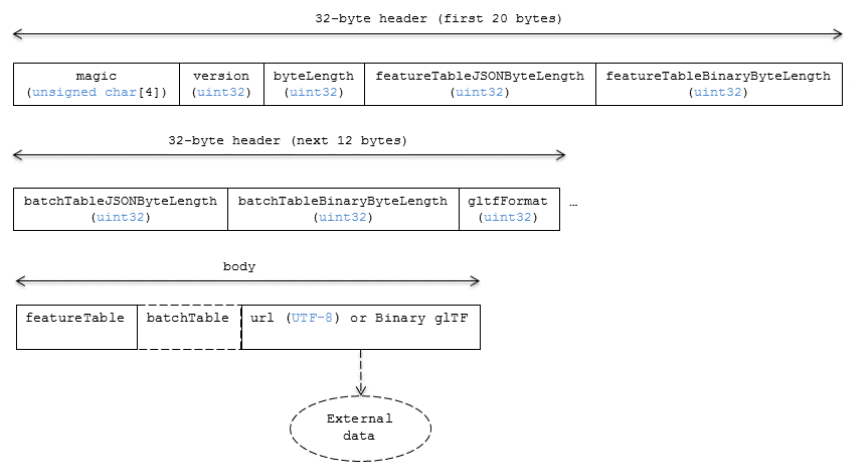 32-byte header (first 20 bytes)
magic version byteLength featureTableJSONByteLength featureTableBinaryByteLength
(unsigned char[4]) (uint32) (uint32) (uint32) (uint32)
32-byte header (next 12 bytes)
batchTableJSONByteLength batchTableBinaryByteLength gltfFormat
(uint32) (uint32) (uint32) …
body
featureTable batchTable url (UTF-8) or Binary glTF
External
data